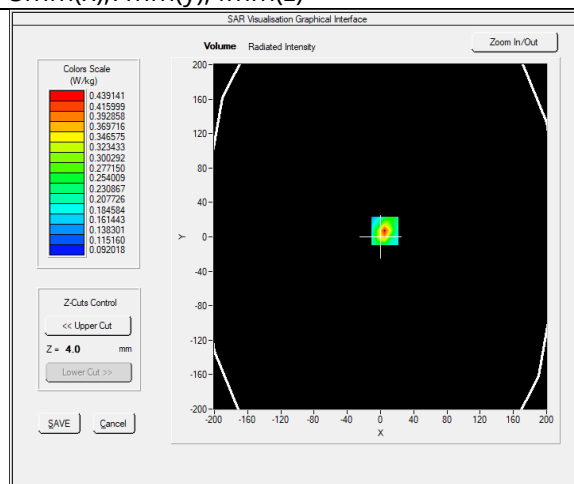 SAR Visualisation Graphical Interface
Volume Radiated Intensity
Zoom In/Out
Colors Scale
(W/kg)
0.439141
0.415999
0.392858
0.369716
0.346575
0.323433
0.300292
0.277150
0.254009
0.230867
0.207726
0.184584
0.161443
0.138301
0.115160
0.092018
Z-Cuts Control
<< Upper Cut
Z = 4.0 mm
Lower Cut >>
SAVE Cancel
200
160
120
80
40
0
-40
-80
-120
-160
-200
Y
-200 -160 -120 -80 -40 0 40 80 120 160 200
X